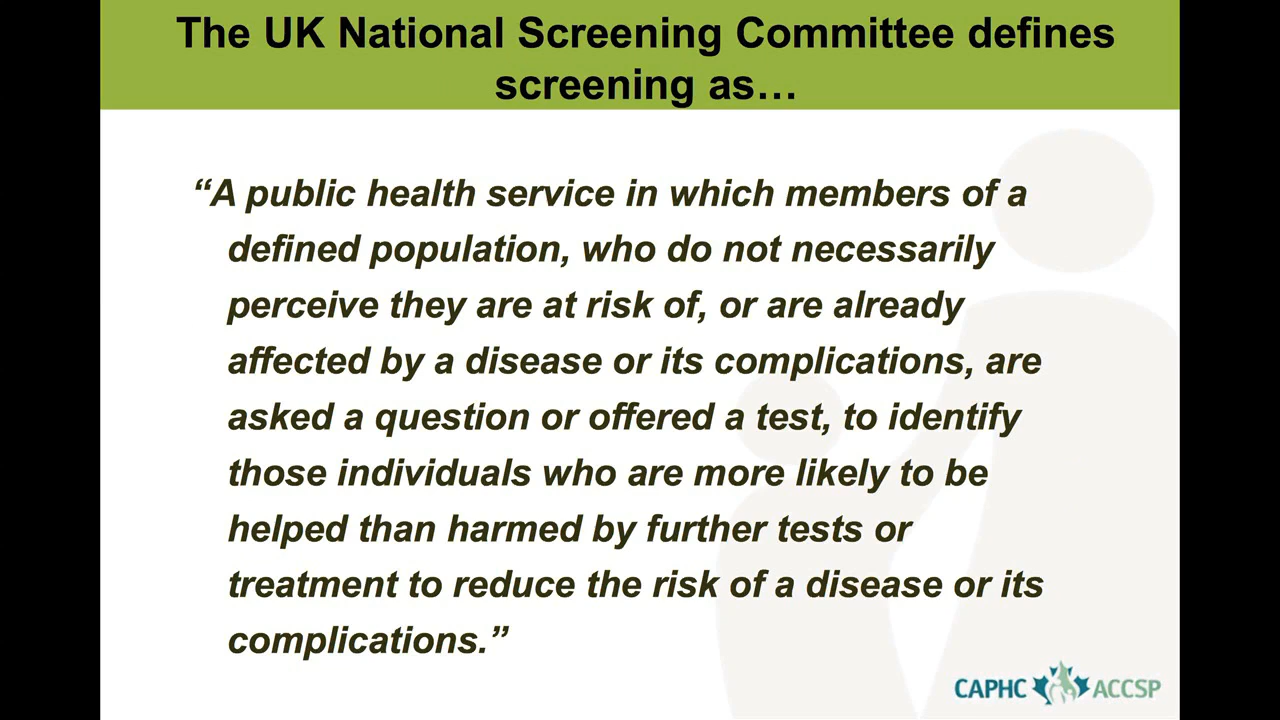 The UK National Screening Committee defines
screening as…
“A public health service in which members of a
defined population, who do not necessarily
perceive they are at risk of, or are already
affected by a disease or its complications, are
asked a question or offered a test, to identify
those individuals who are more likely to be
helped than harmed by further tests or
treatment to reduce the risk of a disease or its
complications.”
CAPHC ACCSP